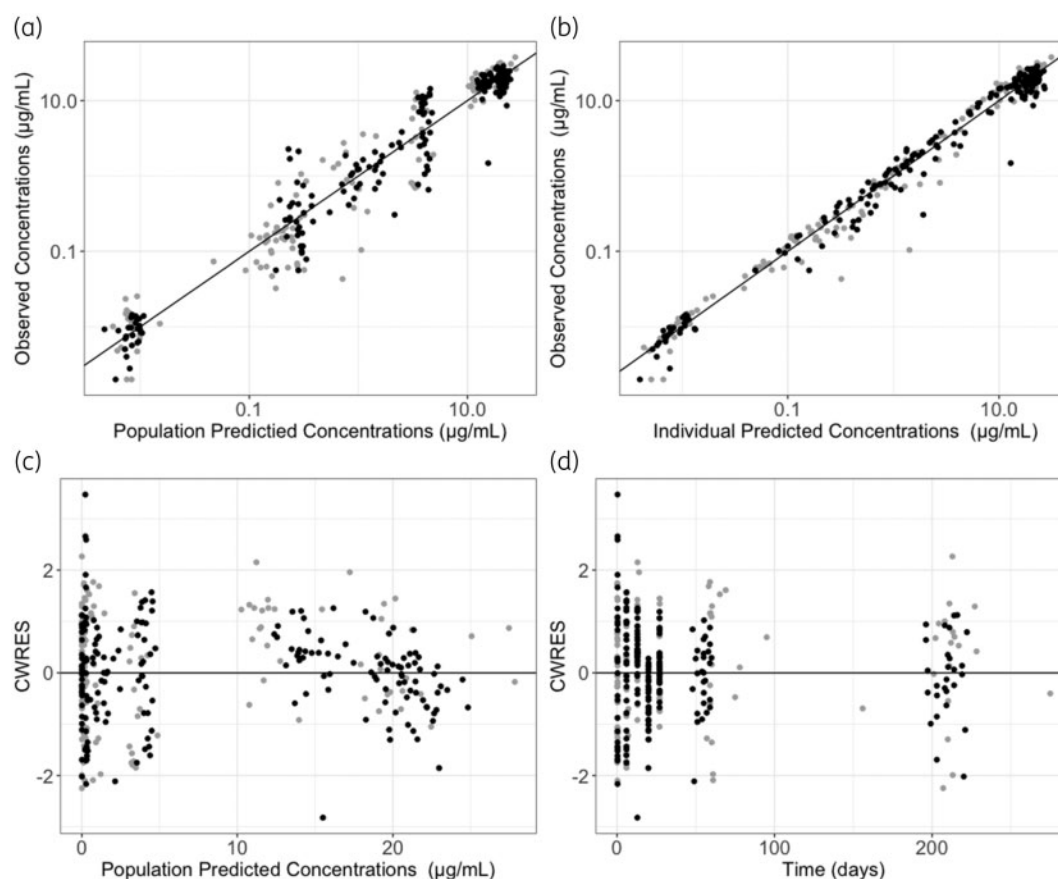 (a)
Observed Concentrations (µg/mL)
10.0
0.1
0.1
10.0
Population Predictied Concentrations (µg/mL)
(b)
Observed Concentrations (µg/mL)
10.0
0.1
0.1
10.0
Individual Predicted Concentrations (µg/mL)
(c)
CWRES
2
0
-2
0
10
20
Population Predicted Concentrations (µg/mL)
(d)
CWRES
2
0
-2
0
100
200
Time (days)